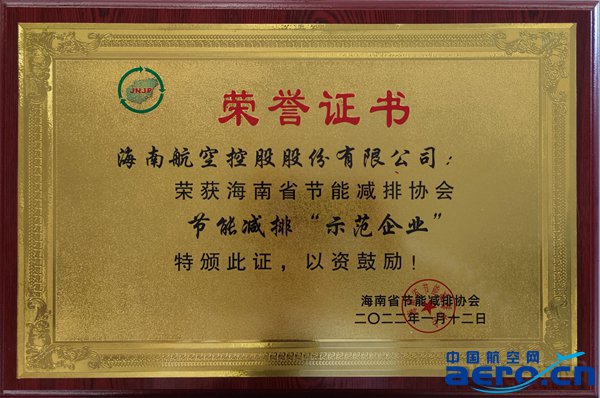 JNJP
荣誉证书
海南航空控股股份有限公司：
荣获海南省节能减排协会
节能减排“示范企业”
特颁此证，以资鼓励！
海南省节能减排协会
二〇二二年一月十二日
中国航空网
aero.cn